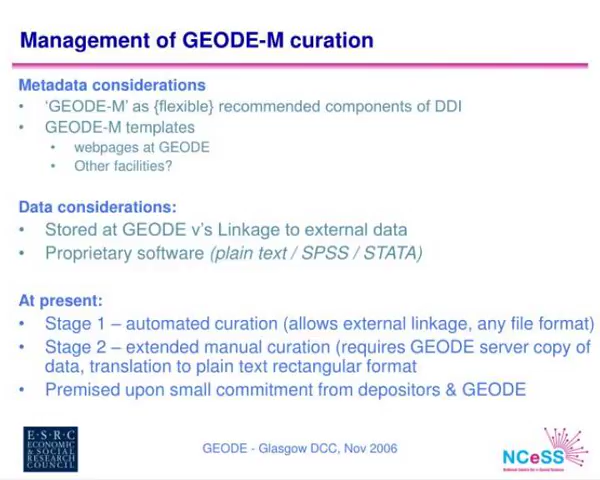 Management of GEODE-M curation
Metadata considerations
• ‘GEODE-M’ as {flexible} recommended components of DDI
• GEODE-M templates
• webpages at GEODE
• Other facilities?
Data considerations:
• Stored at GEODE v’s Linkage to external data
• Proprietary software (plain text / SPSS / STATA)
At present:
• Stage 1 – automated curation (allows external linkage, any file format)
• Stage 2 – extended manual curation (requires GEODE server copy of
data, translation to plain text rectangular format
• Premised upon small commitment from depositors & GEODE
E·S·R·C
ECONOMIC
& SOCIAL
RESEARCH
COUNCIL
GEODE - Glasgow DCC, Nov 2006
NCeSS